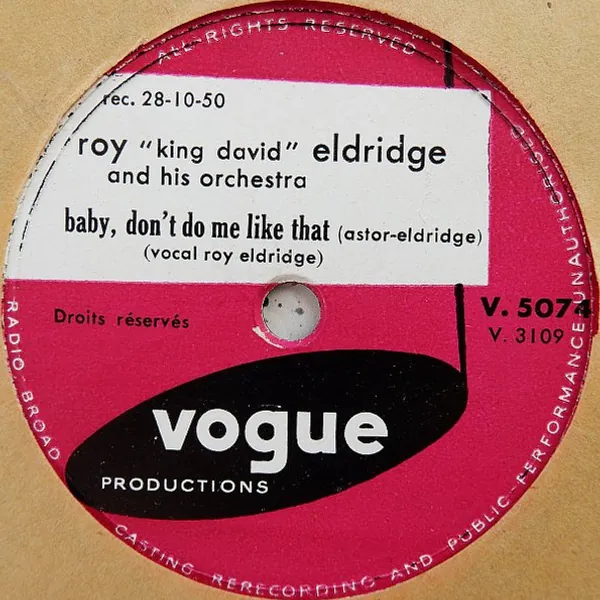 ALL RIGHTS RESERVED
rec. 28-10-50
roy "king david" eldridge
and his orchestra
baby, don't do me like that (astor-eldridge)
(vocal roy eldridge)
Droits réservés
V. 5074
V. 3109
vogue
PRODUCTIONS
RADIO BROAD
CASTING RERECORDING AND PUBLIC PERFORMANCE UNAUTHORISED